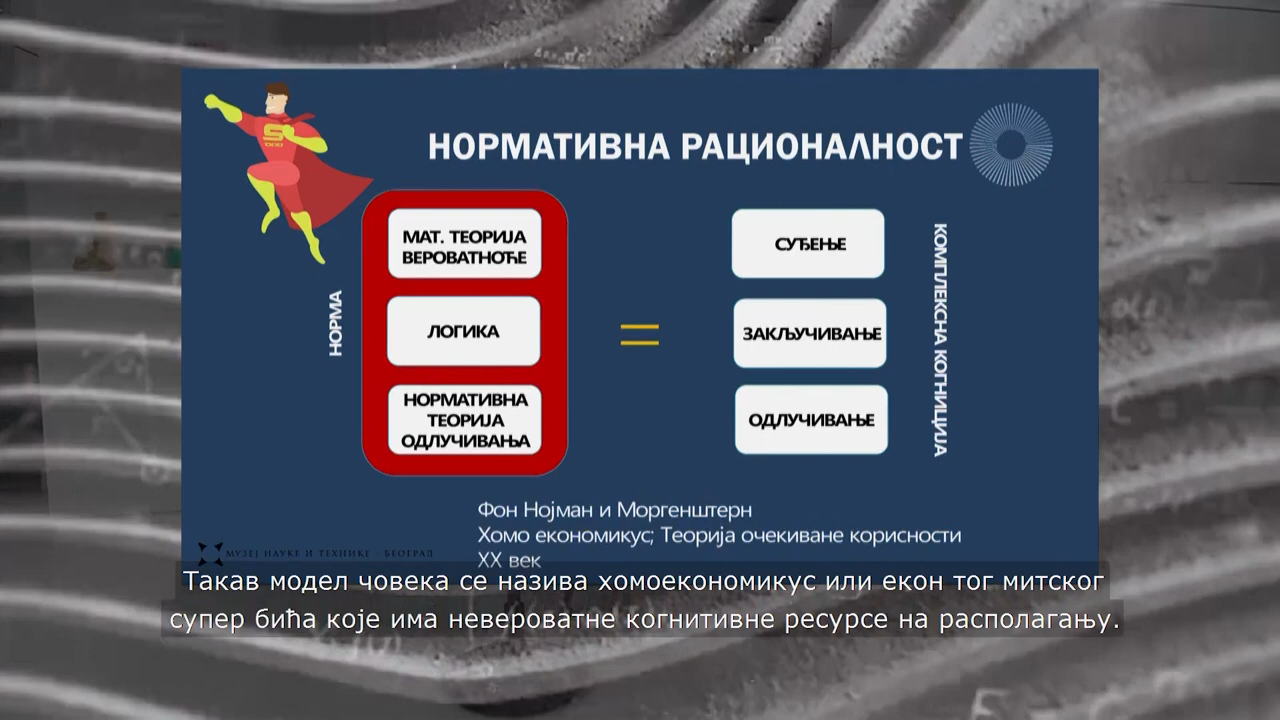 НОРМАТИВНА РАЦИОНАЛНОСТ
НОРМА
МАТ. ТЕОРИЈА
ВЕРОВАТНОЋЕ
ЛОГИКА
НОРМАТИВНА
ТЕОРИЈА
ОДЛУЧИВАЊА
=
СУЂЕЊЕ
ЗАКЉУЧИВАЊЕ
ОДЛУЧИВАЊЕ
КОМПЛЕКСНА КОГНИЦИЈА
Фон Нојман и Моргенштерн
Хомо економикус; Теорија очекиване корисности
XX век
МУЗЕЈ НАУКЕ И ТЕХНИКЕ - БЕОГРАД
Такав модел човека се назива хомоекономикус или екон тог митског
супер бића које има невероватне когнитивне ресурсе на располагању.